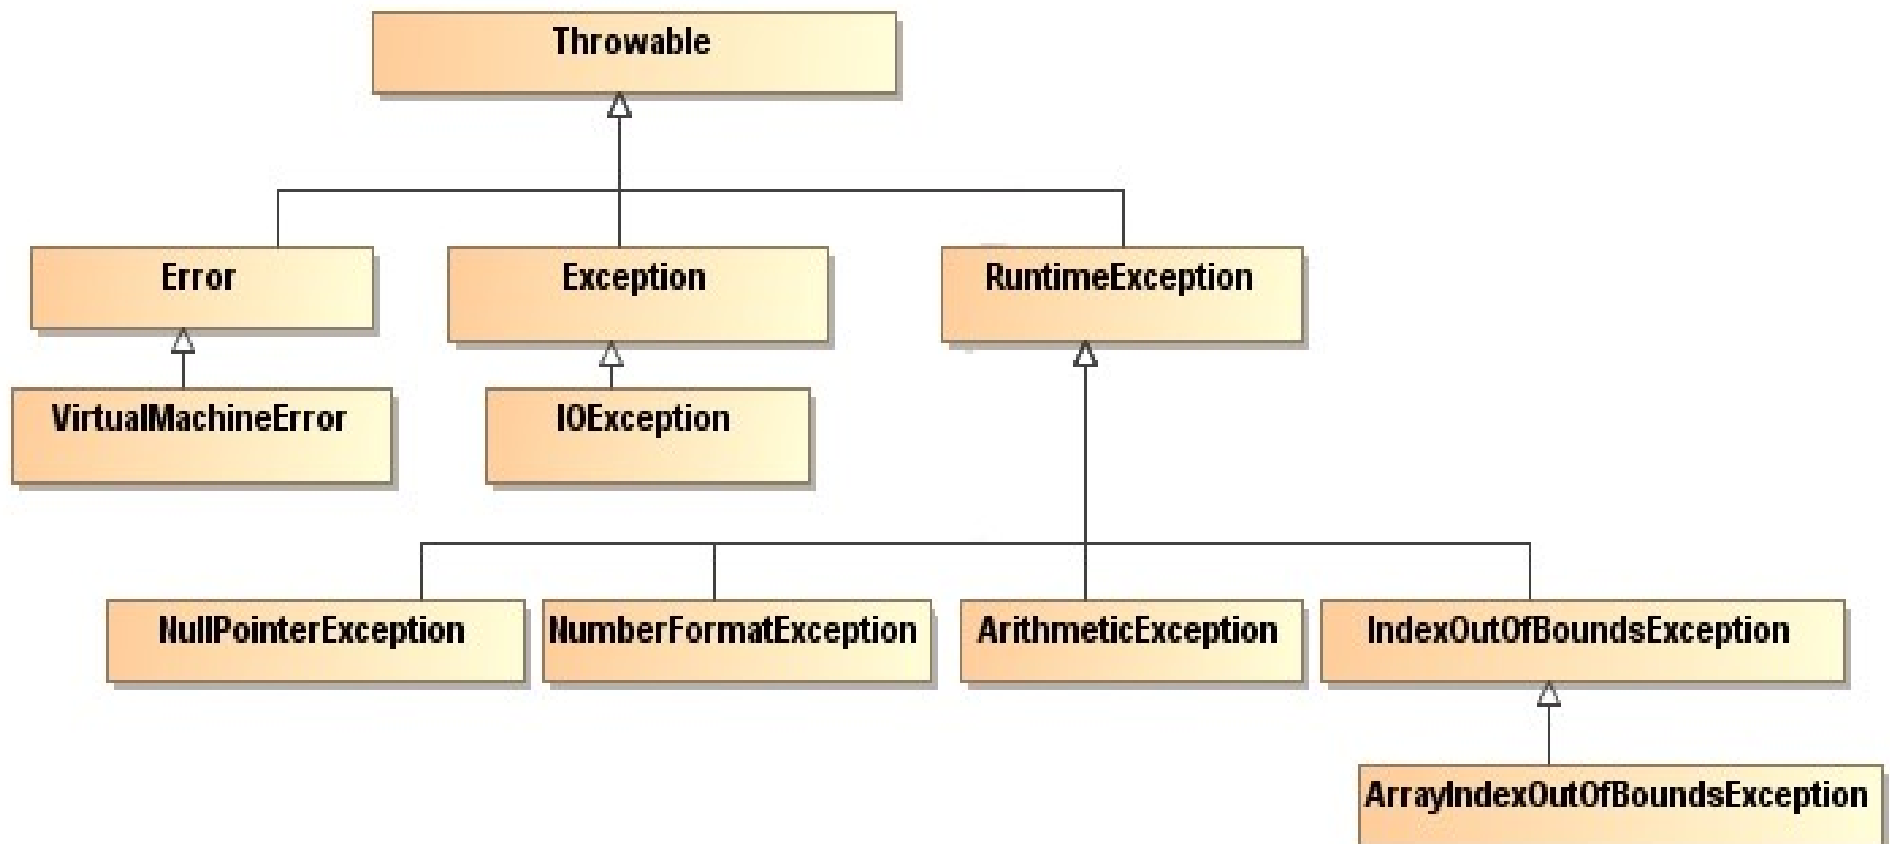 Throwable
Error
Exception
RuntimeException
VirtualMachineError
IOException
NullPointerException
NumberFormatException
ArithmeticException
IndexOutOfBoundsException
ArrayIndexOutOfBoundsException